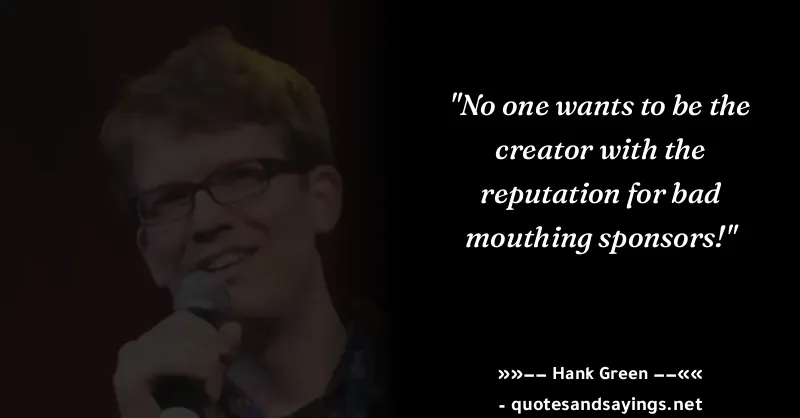 "No one wants to be the
creator with the
reputation for bad
mouthing sponsors!"
»»–– Hank Green ––««
- quotesandsayings.net